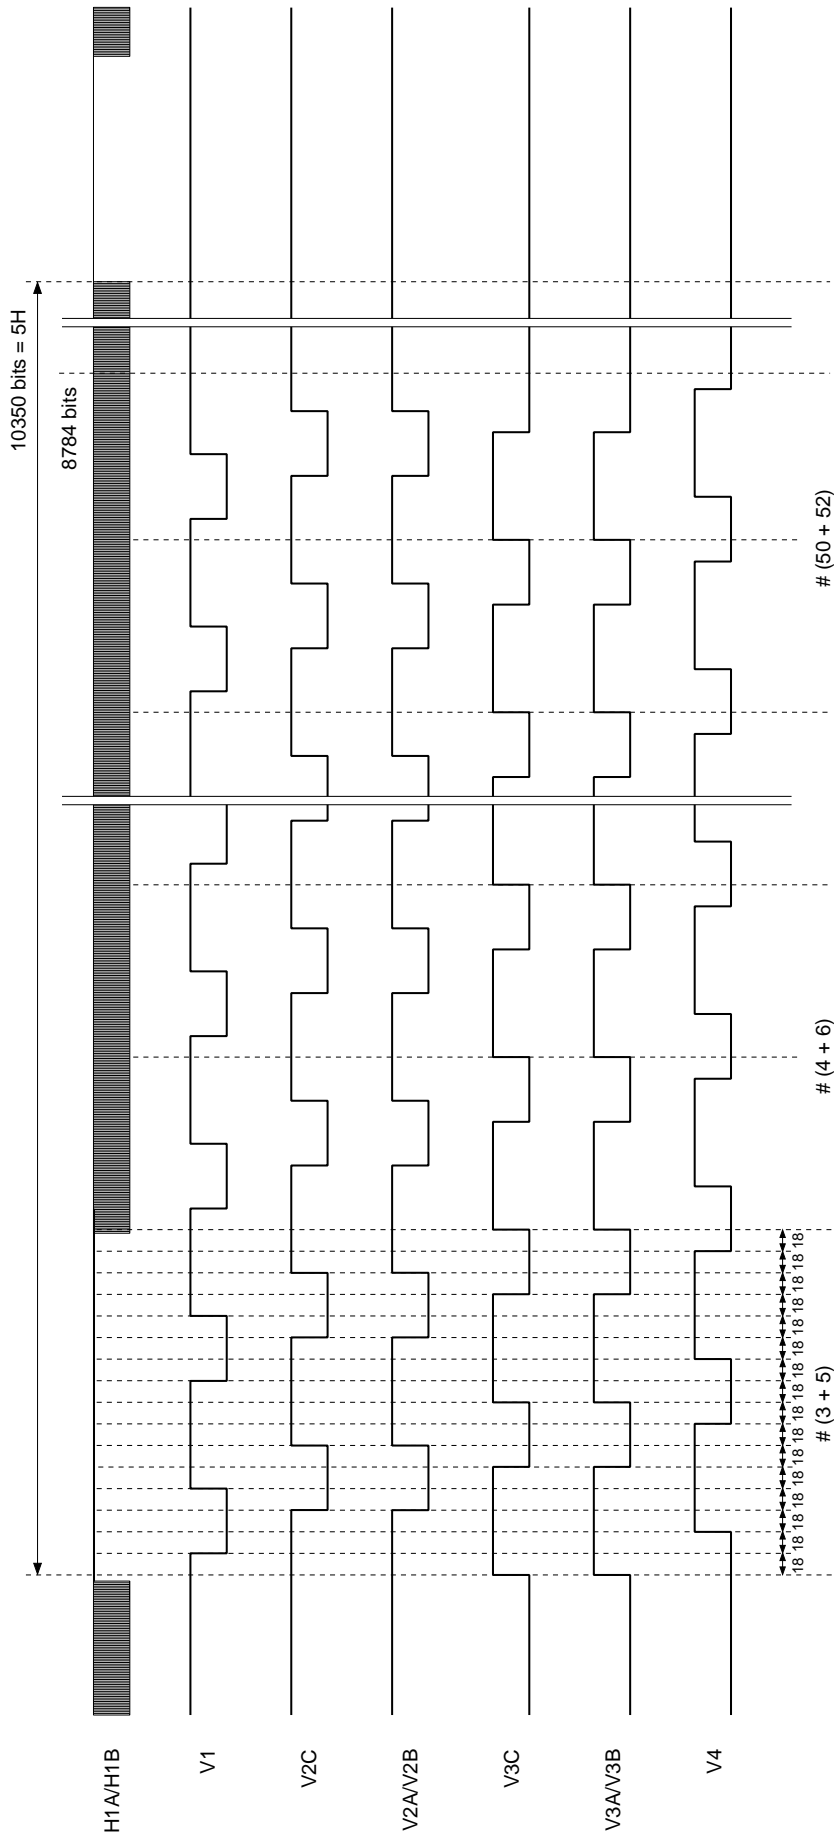 10350 bits = 5H
8784 bits
H1A/H1B
V1
V2C
V2A/V2B
V3C
V3A/V3B
V4
18 18 18 18 18 18 18 18 18 18 18 18 18 18 18 18
# (3 + 5)
# (4 + 6)
# (50 + 52)